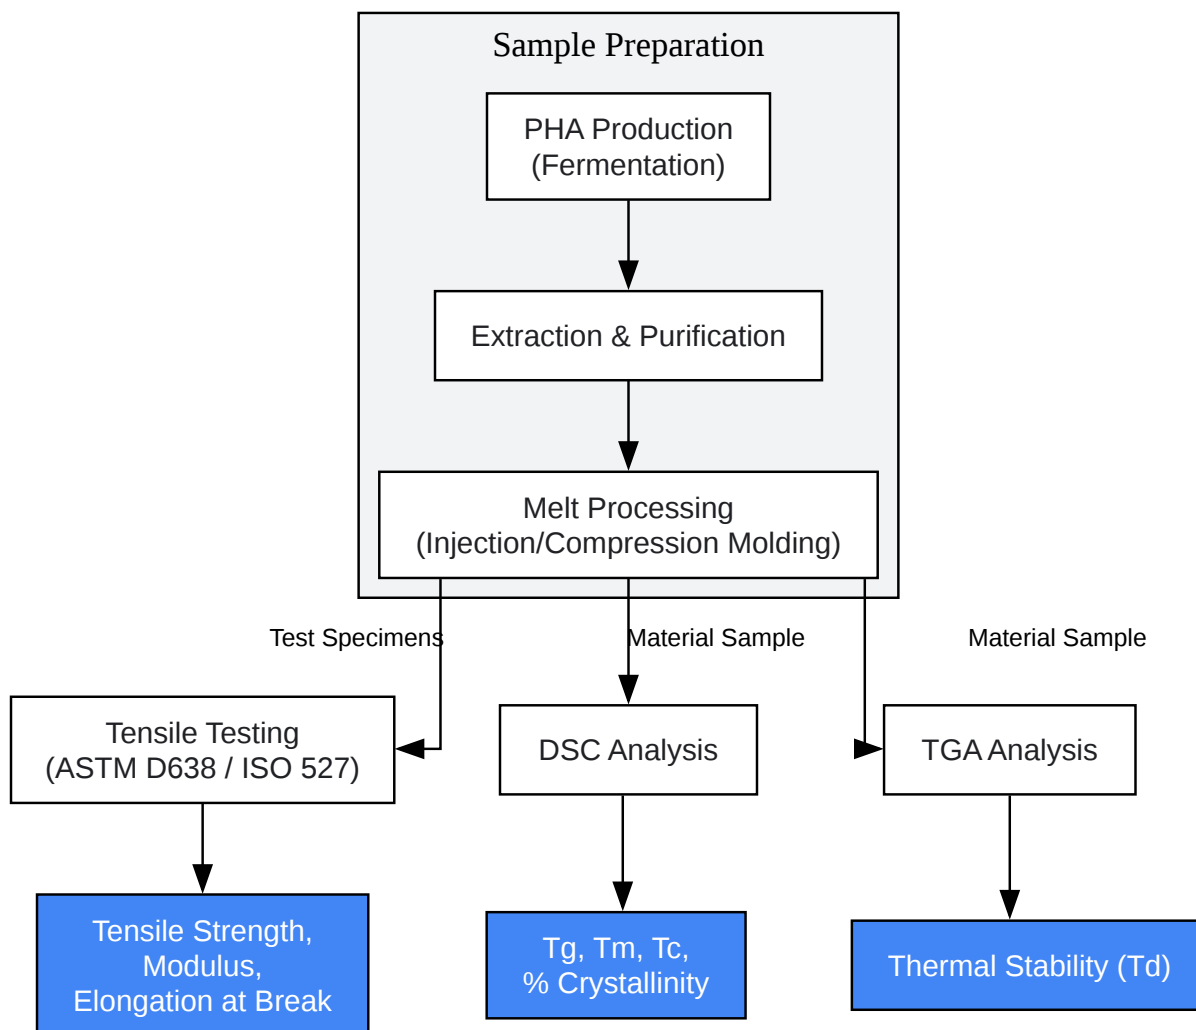 Sample Preparation
PHA Production
(Fermentation)
Extraction & Purification
Melt Processing
(Injection/Compression Molding)
Test Specimens
Material Sample
Material Sample
Tensile Testing
(ASTM D638 / ISO 527)
DSC Analysis
TGA Analysis
Tensile Strength,
Modulus,
Elongation at Break
Tg, Tm, Tc,
% Crystallinity
Thermal Stability (Td)